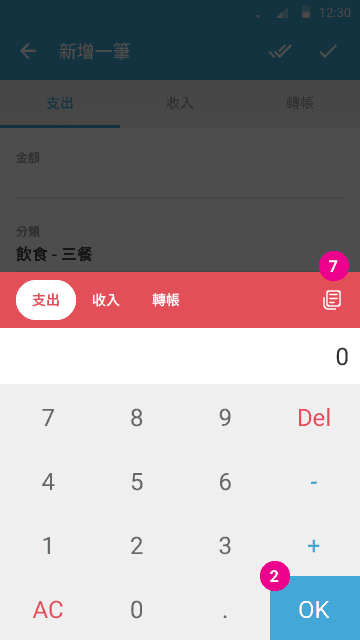 12:30
新增一筆
支出 收入 轉帳
金額
分類
飲食 - 三餐
7
支出 收入 轉帳
0
7 8 9 Del
4 5 6 -
1 2 3 +
2
AC 0 . OK